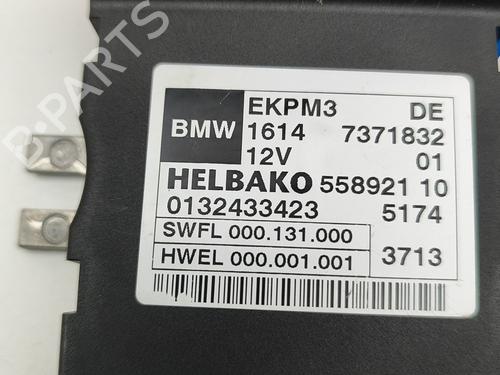 B-PARTS
BMW
EKPM3 DE
1614 7371832
12V 01
HELBAKO 558921 10
0132433423 5174
SWFL 000.131.000
HWEL 000.001.001 3713